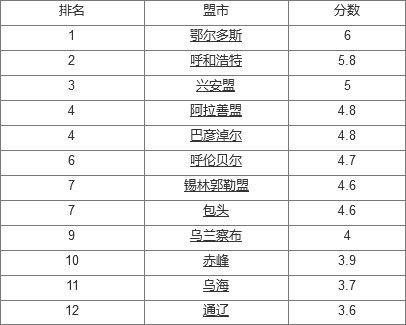 排名 盟市 分数
1 鄂尔多斯 6
2 呼和浩特 5.8
3 兴安盟 5
4 阿拉善盟 4.8
4 巴彦淖尔 4.8
6 呼伦贝尔 4.7
7 锡林郭勒盟 4.6
7 包头 4.6
9 乌兰察布 4
10 赤峰 3.9
11 乌海 3.7
12 通辽 3.6